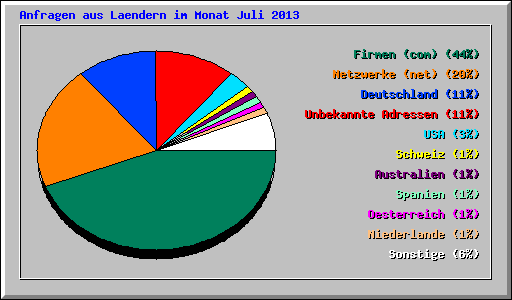 Anfragen aus Laendern im Monat Juli 2013
Firmen (com) (44%)
Netzwerke (net) (20%)
Deutschland (11%)
Unbekannte Adressen (11%)
USA (3%)
Schweiz (1%)
Australien (1%)
Spanien (1%)
Oesterreich (1%)
Niederlande (1%)
Sonstige (6%)